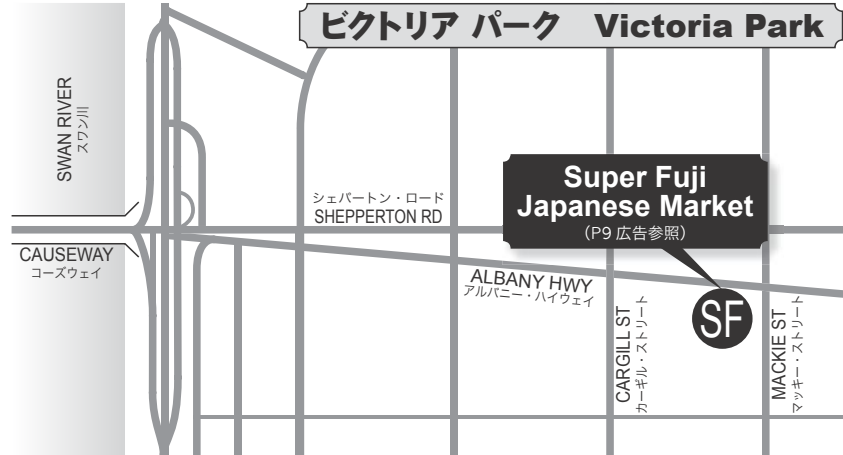 ビクトリア パーク Victoria Park
SWAN RIVER
スワン川
シェパートン・ロード
SHEPPERTON RD
Super Fuji
Japanese Market
(P9 広告参照)
CAUSEWAY
コーズウェイ
ALBANY HWY
アルバニー・ハイウェイ
SF
CARGILL ST
カーギル・ストリート
MACKIE ST
マッキー・ストリート